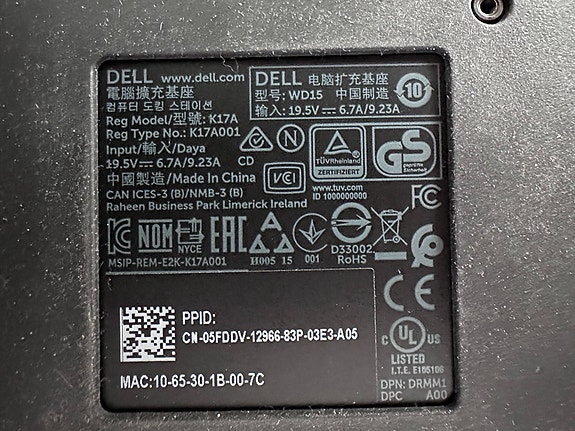 DELL www.dell.com
電腦擴充基座
컴퓨터 도킹 스테이션
Reg Model/型號: K17A
Reg Type No.: K17A001
Input/輸入/Daya
19.5V⎓6.7A/9.23A
中國製造/Made in China
CAN ICES-3 (B)/NMB-3 (B)
Raheen Business Park Limerick Ireland
DELL 电脑扩充基座
型号: WD15 中国制造
输入: 19.5V⎓6.7A/9.23A
10
CD
N
VCI
TÜVRheinland
ZERTIFIZIERT
www.tuv.com
ID 1000000000
GS
geprüfte
Sicherheit
FC
NOM
NYCE
EAC
MSIP-REM-E2K-K17A001
H005 15
001
D33002
RoHS
CE
PPID:
CN-05FDDV-12966-83P-03E3-A05
MAC:10-65-30-1B-00-7C
C UL US
LISTED
I.T.E. E165106
DPN: DRMM1
DPC A00